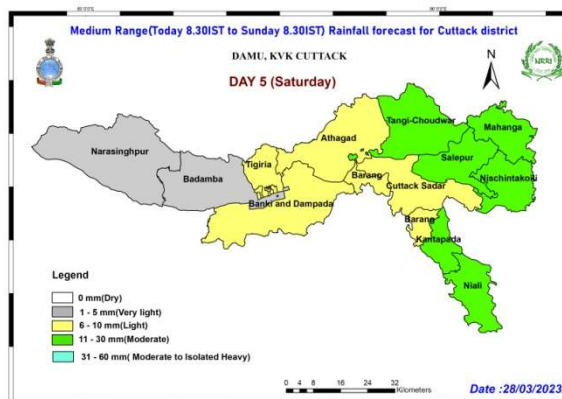 Medium Range(Today 8.30IST to Sunday 8.30IST) Rainfall forecast for Cuttack district
DAMU, KVK CUTTACK
DAY 5 (Saturday)
N
NRRI
Tangi-Choudwar
Mahanga
Athagad
Narasinghpur
Salepur
Tigiria
Badamba
Barang
Nischintakoili
Cuttack Sadar
Banki and Dampada
Barang
Kantapada
Niali
Legend
0 mm(Dry)
1 - 5 mm(Very light)
6 - 10 mm(Light)
11 - 30 mm(Moderate)
31 - 60 mm( Moderate to Isolated Heavy)
0 4 8 16 24 32
Kilometers
Date :28/03/2023